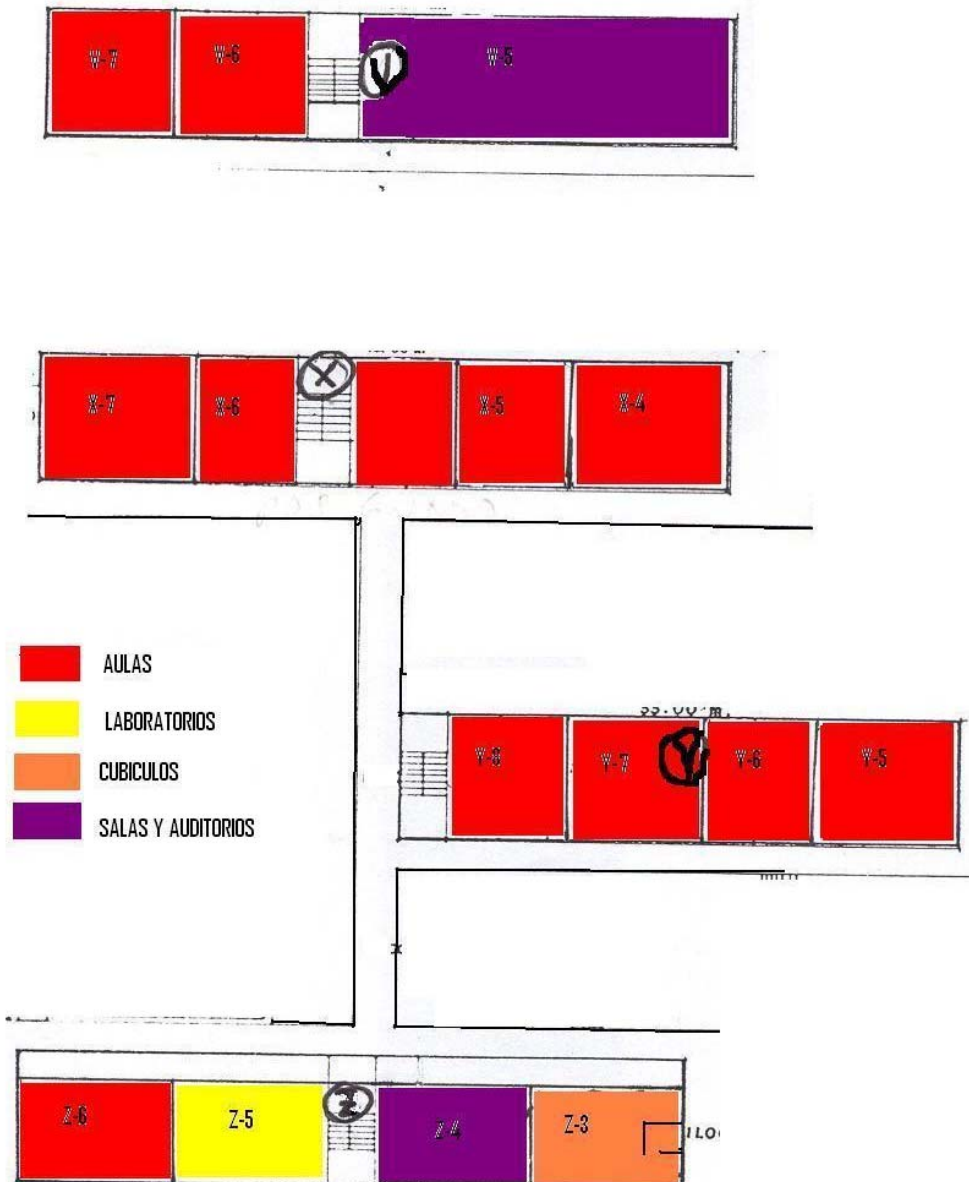 V-7
V-6
V
V-5
X-7
X-6
X
X-5
X-4
AULAS
LABORATORIOS
CUBICULOS
SALAS Y AUDITORIOS
Y-8
Y-7
Y
Y-6
Y-5
Z-6
Z-5
Z
Z-4
Z-3